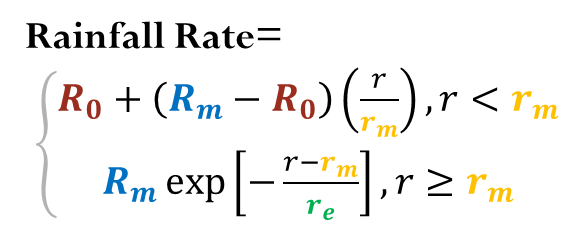 Rainfall Rate=
R₀ + (Rₘ − R₀) (r/rₘ), r < rₘ
Rₘ exp [− r−rₘ/rₑ], r ≥ rₘ